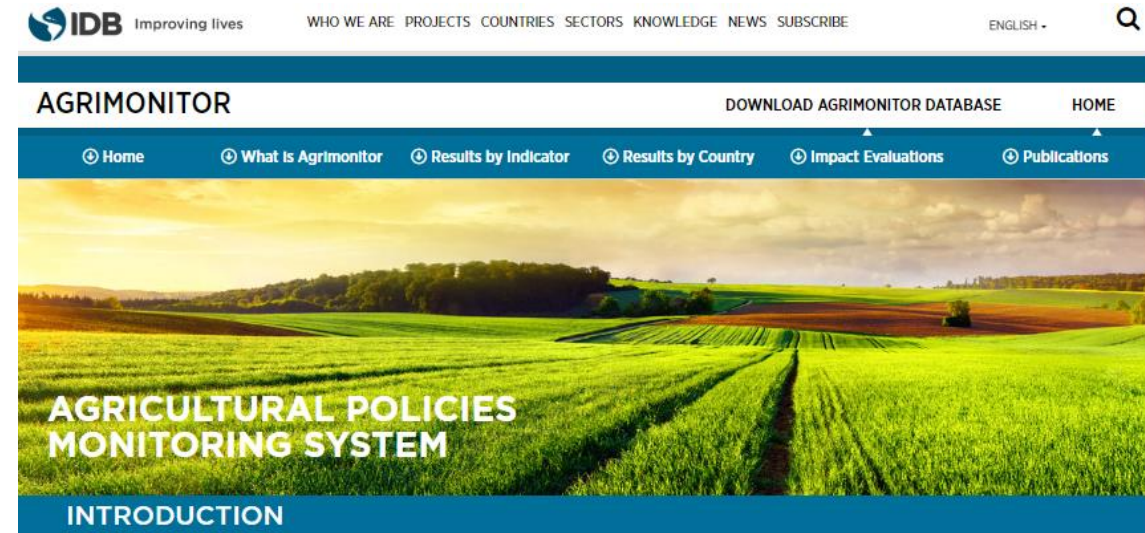 IDB Improving lives WHO WE ARE PROJECTS COUNTRIES SECTORS KNOWLEDGE NEWS SUBSCRIBE ENGLISH
AGRIMONITOR DOWNLOAD AGRIMONITOR DATABASE HOME
Home What is Agrimonitor Results by Indicator Results by Country Impact Evaluations Publications
AGRICULTURAL POLICIES
MONITORING SYSTEM
INTRODUCTION